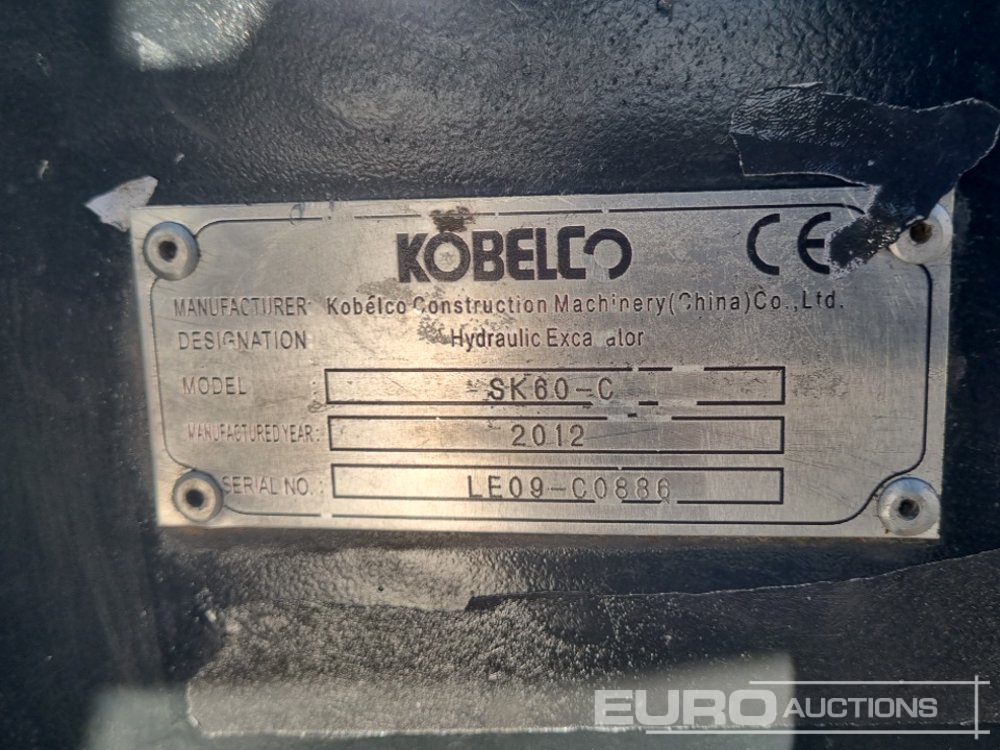 KOBELCO CE
MANUFACTURER: Kobélco Construction Machinery(China)Co.,Ltd.
DESIGNATION Hydraulic Excavator
MODEL : SK60-C
MANUFACTURED YEAR: 2012
SERIAL NO. : LE09-C0886
EURO AUCTIONS